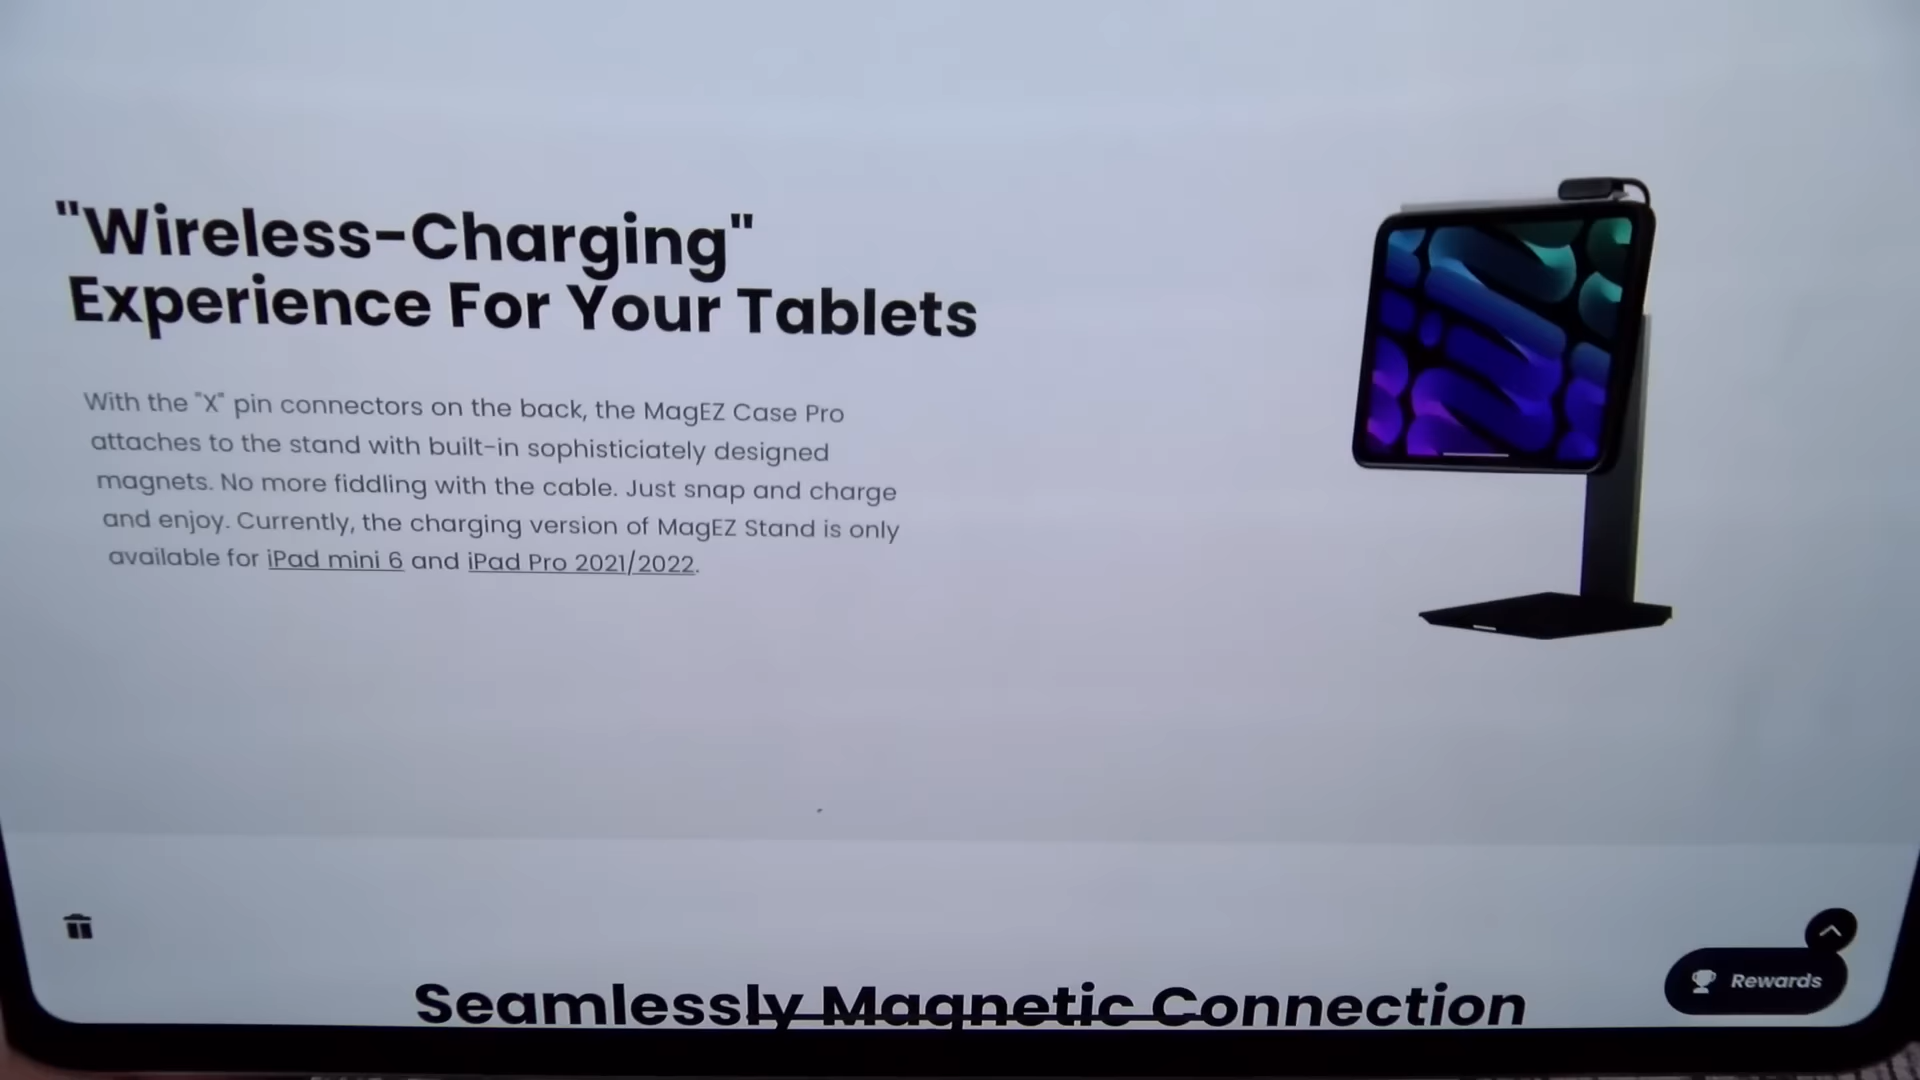 "Wireless-Charging"
Experience For Your Tablets
With the "X" pin connectors on the back, the MagEZ Case Pro
attaches to the stand with built-in sophisticiately designed
magnets. No more fiddling with the cable. Just snap and charge
and enjoy. Currently, the charging version of MagEZ Stand is only
available for iPad mini 6 and iPad Pro 2021/2022.
Rewards
Seamlessly Magnetic Connection